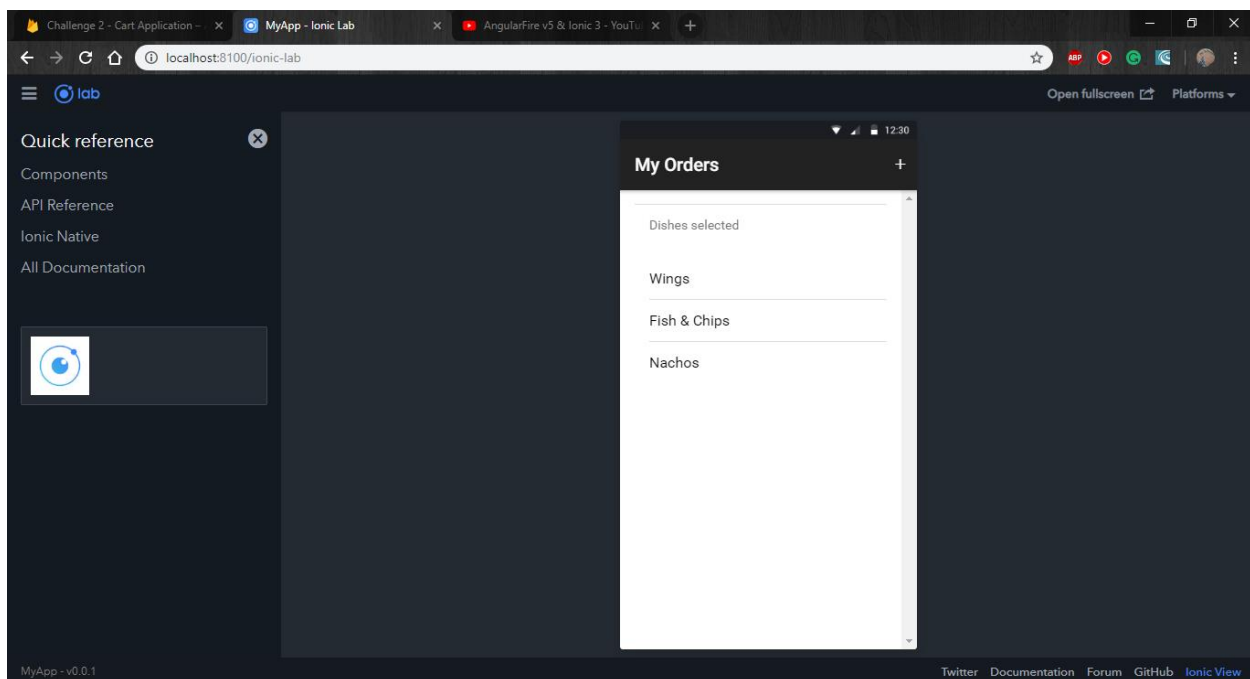 Challenge 2 - Cart Application –
MyApp - Ionic Lab
AngularFire v5 & Ionic 3 - YouTu
localhost:8100/ionic-lab
ABP
lab
Open fullscreen
Platforms
Quick reference
Components
API Reference
Ionic Native
All Documentation
12:30
My Orders
+
Dishes selected
Wings
Fish & Chips
Nachos
MyApp - v0.0.1
Twitter Documentation Forum GitHub Ionic View